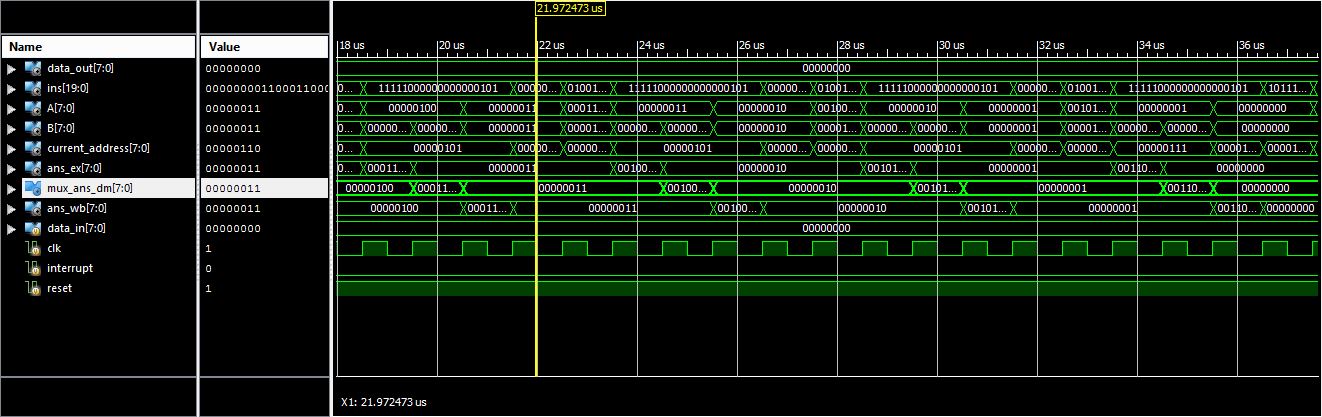 21.972473 us
Name Value 18 us 20 us 22 us 24 us 26 us 28 us 30 us 32 us 34 us 36 us
data_out[7:0] 00000000 00000000
ins[19:0] 000000001100011000 0... 11111000000000000101 00000... 01001... 11111000000000000101 00000... 01001... 11111000000000000101 00000... 01001... 11111000000000000101 10111...
A[7:0] 00000011 0... 00000100 00000011 00011... 00000011 00000010 00100... 00000010 00000001 00101... 00000001 00000000
B[7:0] 00000011 0... 00000... 00000... 00000011 00001... 00000... 00000... 00000010 00001... 00000... 00000... 00000001 00001... 00000... 00000... 00000000
current_address[7:0] 00000110 0... 00000101 00000... 00000... 00000101 00000... 00000... 00000101 00000... 00000... 00000111 00000... 0000...
ans_ex[7:0] 00000011 0... 00011... 00000011 00100... 00000010 00101... 00000001 00110... 00000000
mux_ans_dm[7:0] 00000011 00000100 00011... 00000011 00100... 00000010 00101... 00000001 00110... 00000000
ans_wb[7:0] 00000011 00000100 00011... 00000011 00100... 00000010 00101... 00000001 00110... 00000000
data_in[7:0] 00000000 00000000
clk 1
interrupt 0
reset 1
X1: 21.972473 us